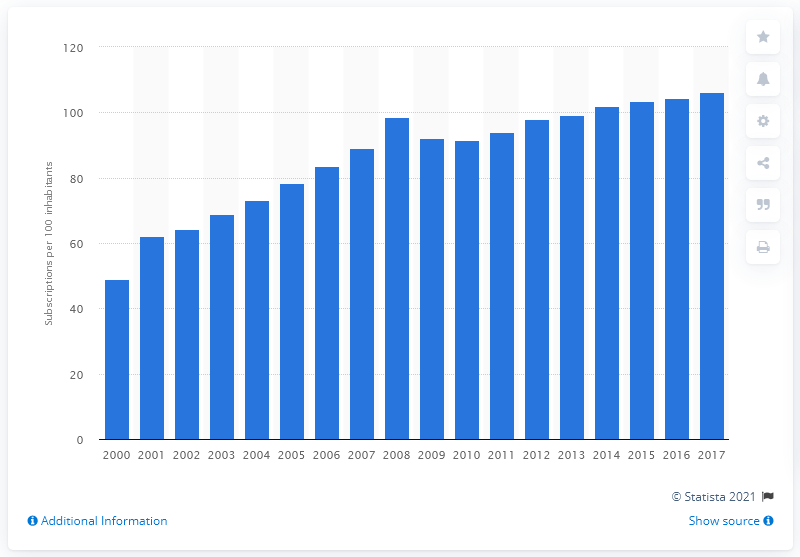 120
100
80
60
40
20
0
Subscriptions per 100 inhabitants
2000 2001 2002 2003 2004 2005 2006 2007 2008 2009 2010 2011 2012 2013 2014 2015 2016 2017
© Statista 2021
Additional Information
Show source